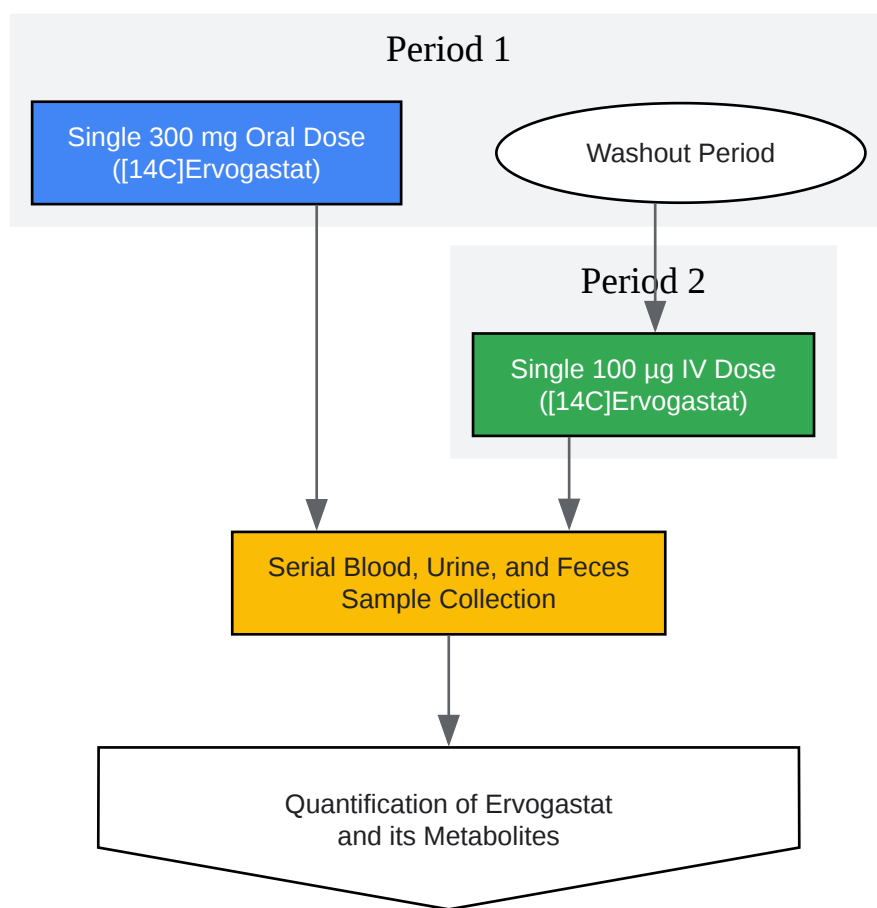 Period 1
Single 300 mg Oral Dose
([14C]Ervogastat)
Washout Period
Period 2
Single 100 µg IV Dose
([14C]Ervogastat)
Serial Blood, Urine, and Feces
Sample Collection
Quantification of Ervogastat
and its Metabolites